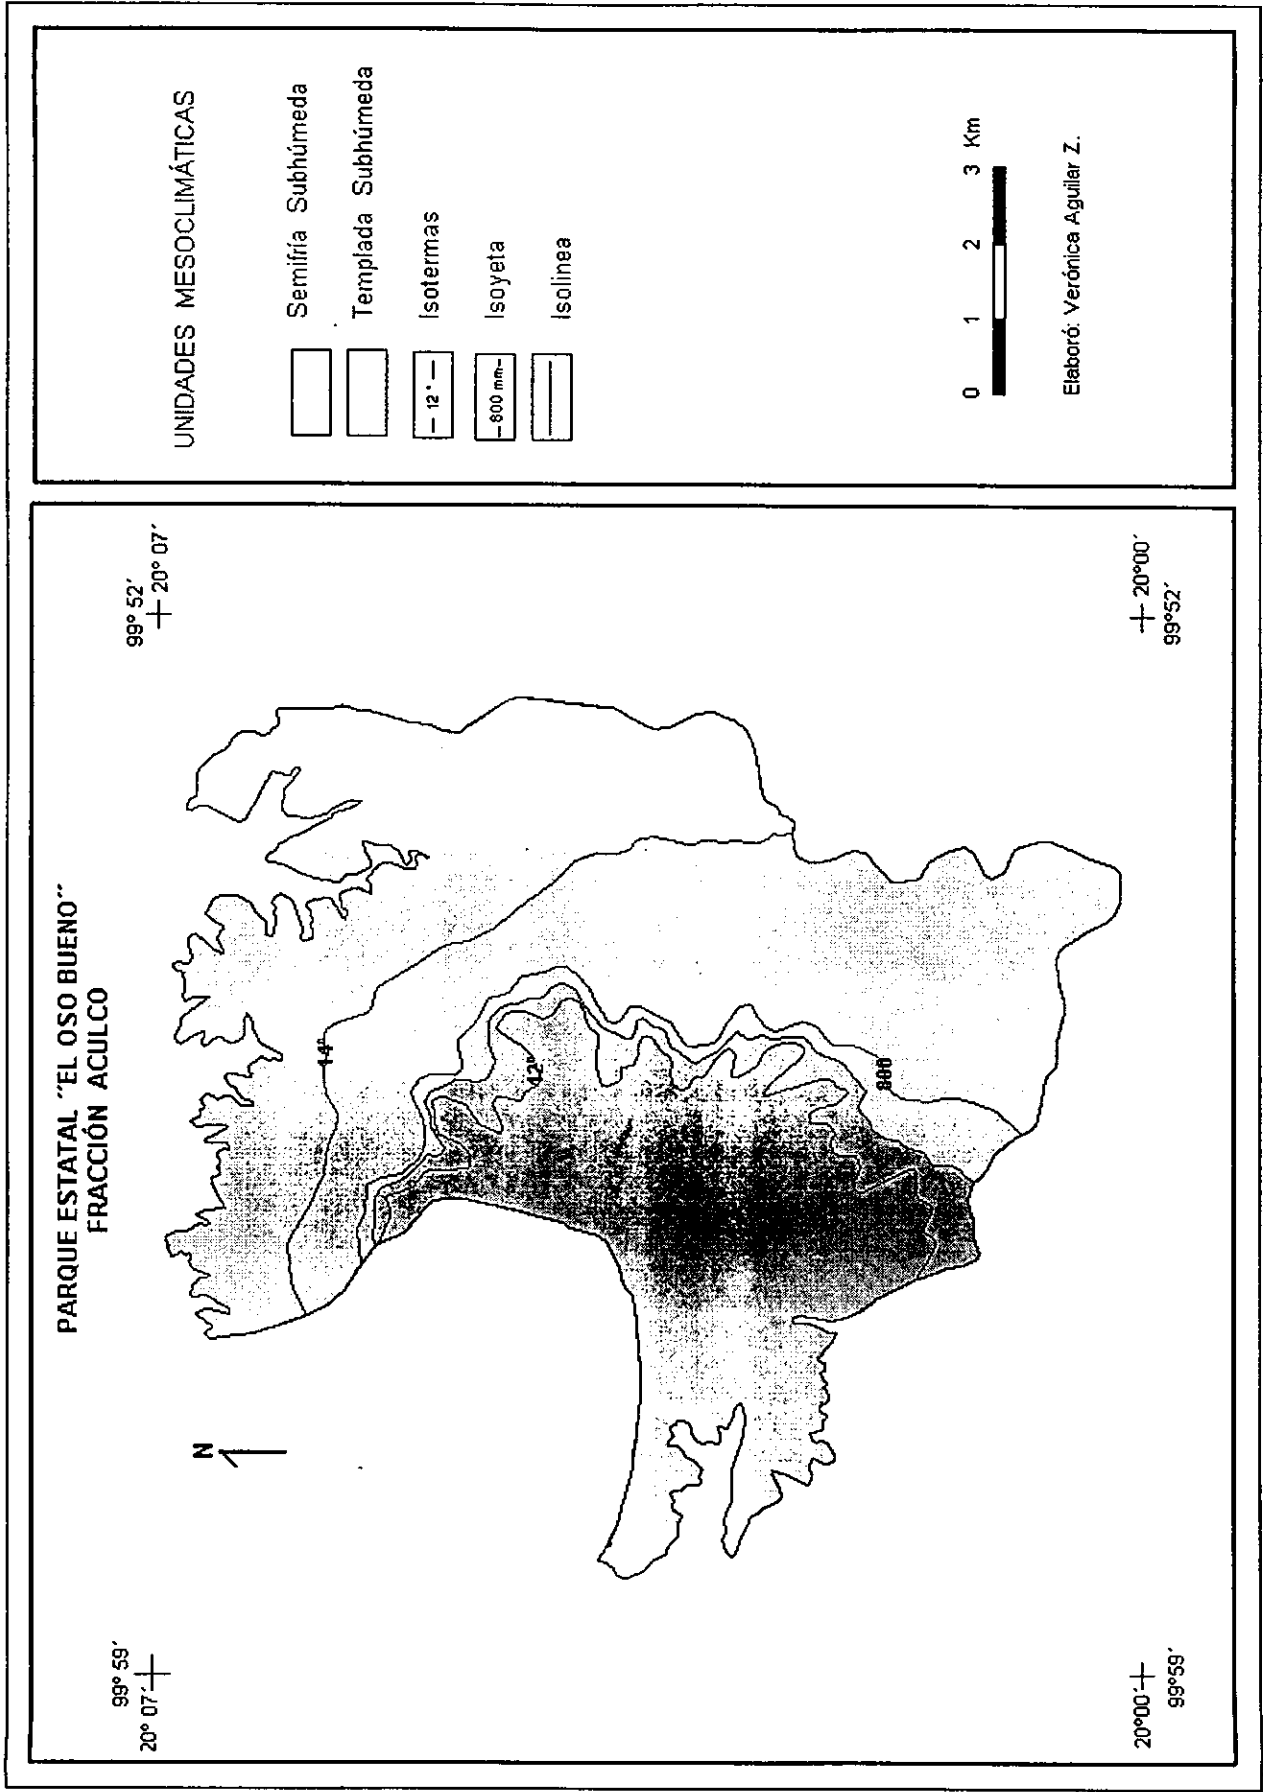 PARQUE ESTATAL "EL OSO BUENO"
FRACCIÓN ACULCO
99° 59´
20° 07´
99° 52´
20° 07´
N
14°
12°
800
20°00´
99°59´
20°00´
99°52´
UNIDADES MESOCLIMÁTICAS
Semifría Subhúmeda
Templada Subhúmeda
12 °
Isotermas
800 mm
Isoyeta
Isolinea
0 1 2 3 Km
Elaboró: Verónica Aguilar Z.